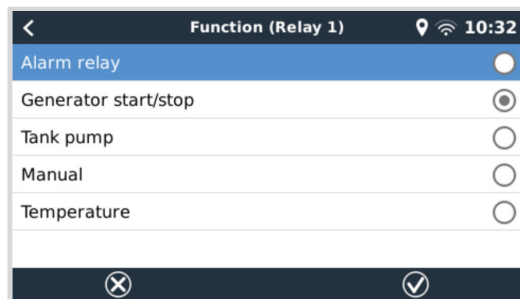 Function (Relay 1) 10:32
Alarm relay
Generator start/stop
Tank pump
Manual
Temperature